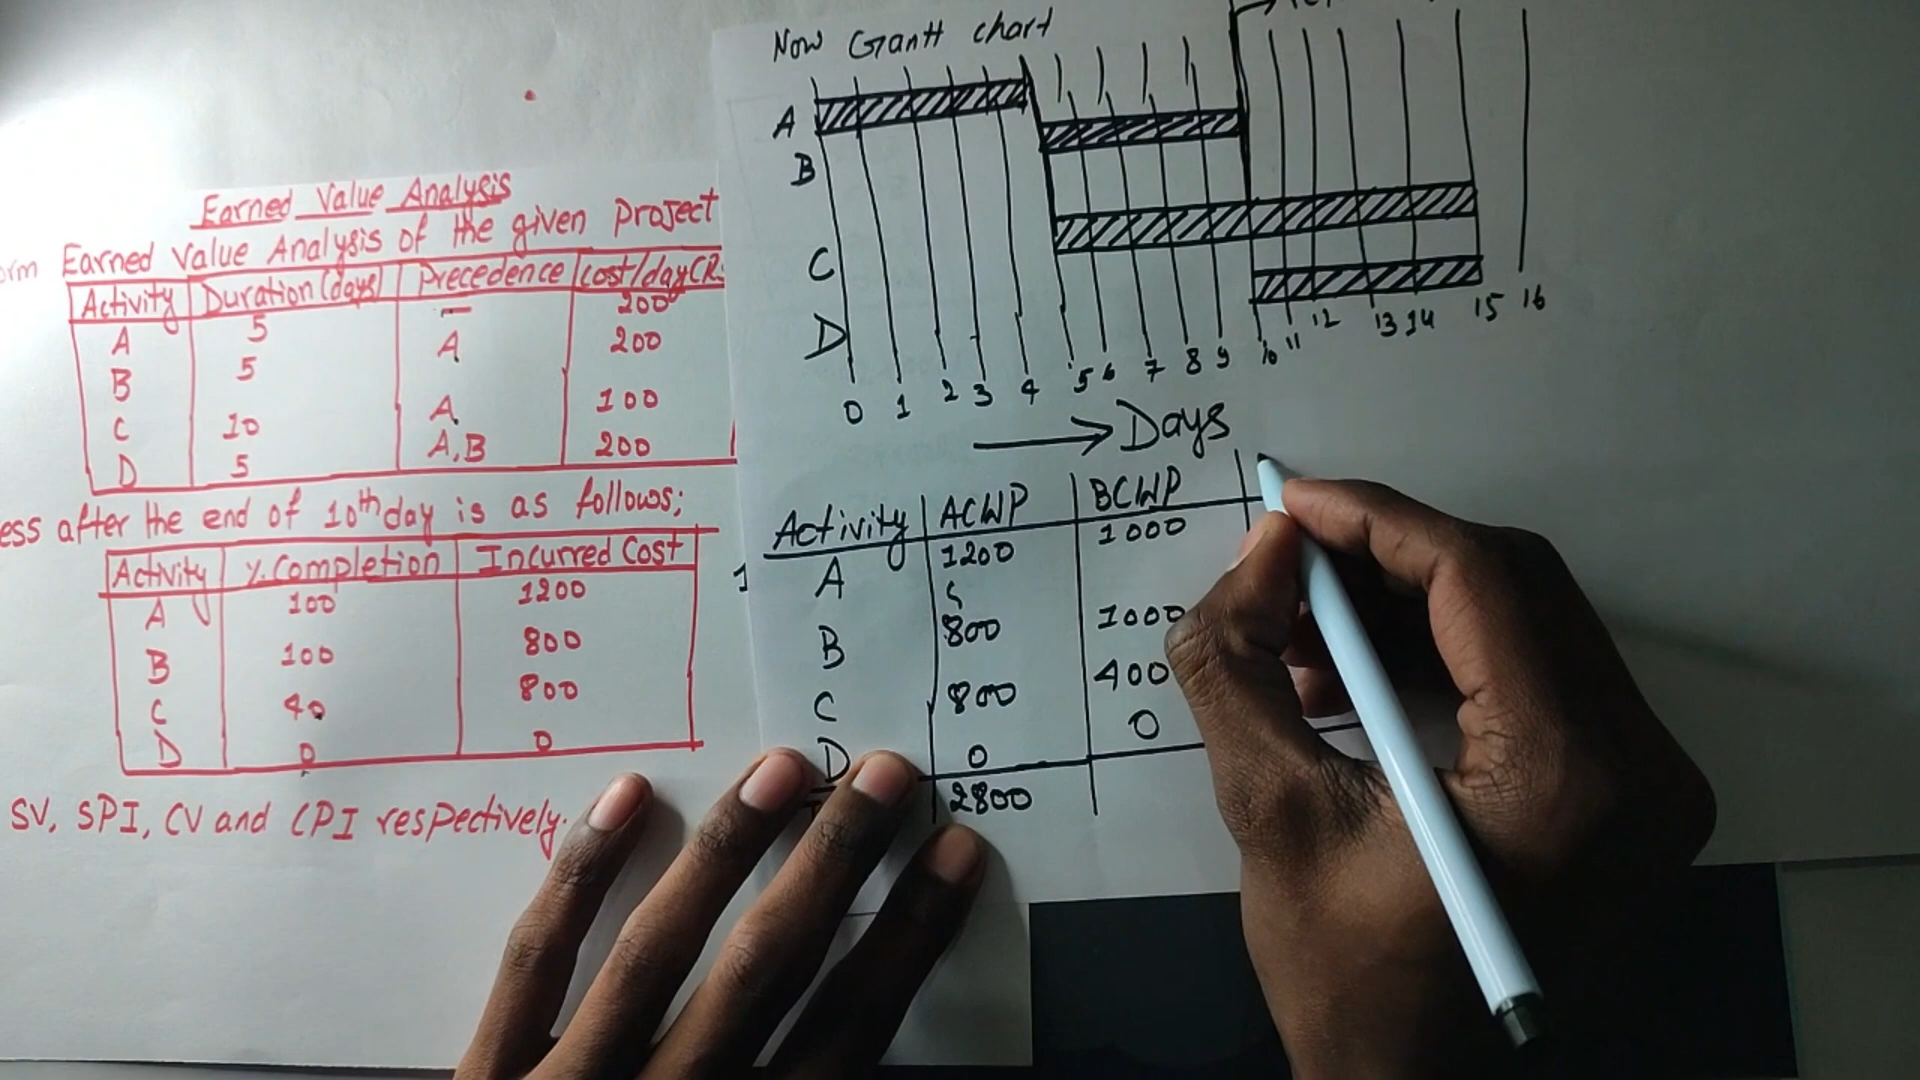 Earned Value Analysis
Earned Value Analysis of the given Project
Activity Duration (days) Precedence Cost/day
A 5 — 200
B 5 A 200
C 10 A 100
D 5 A,B 200
after the end of 10th day is as follows;
Activity %.Completion Incurred Cost
A 100 1200
B 100 800
C 40 800
D 0 0
SV, SPI, CV and CPI respectively.
Now Gantt chart
A
B
C
D
0 1 2 3 4 5 6 7 8 9 10 11 12 13 14 15 16
→ Days
Activity ACWP BCWP
A 1200 1000
B 800 1000
C 800 400
D 0 0
2800